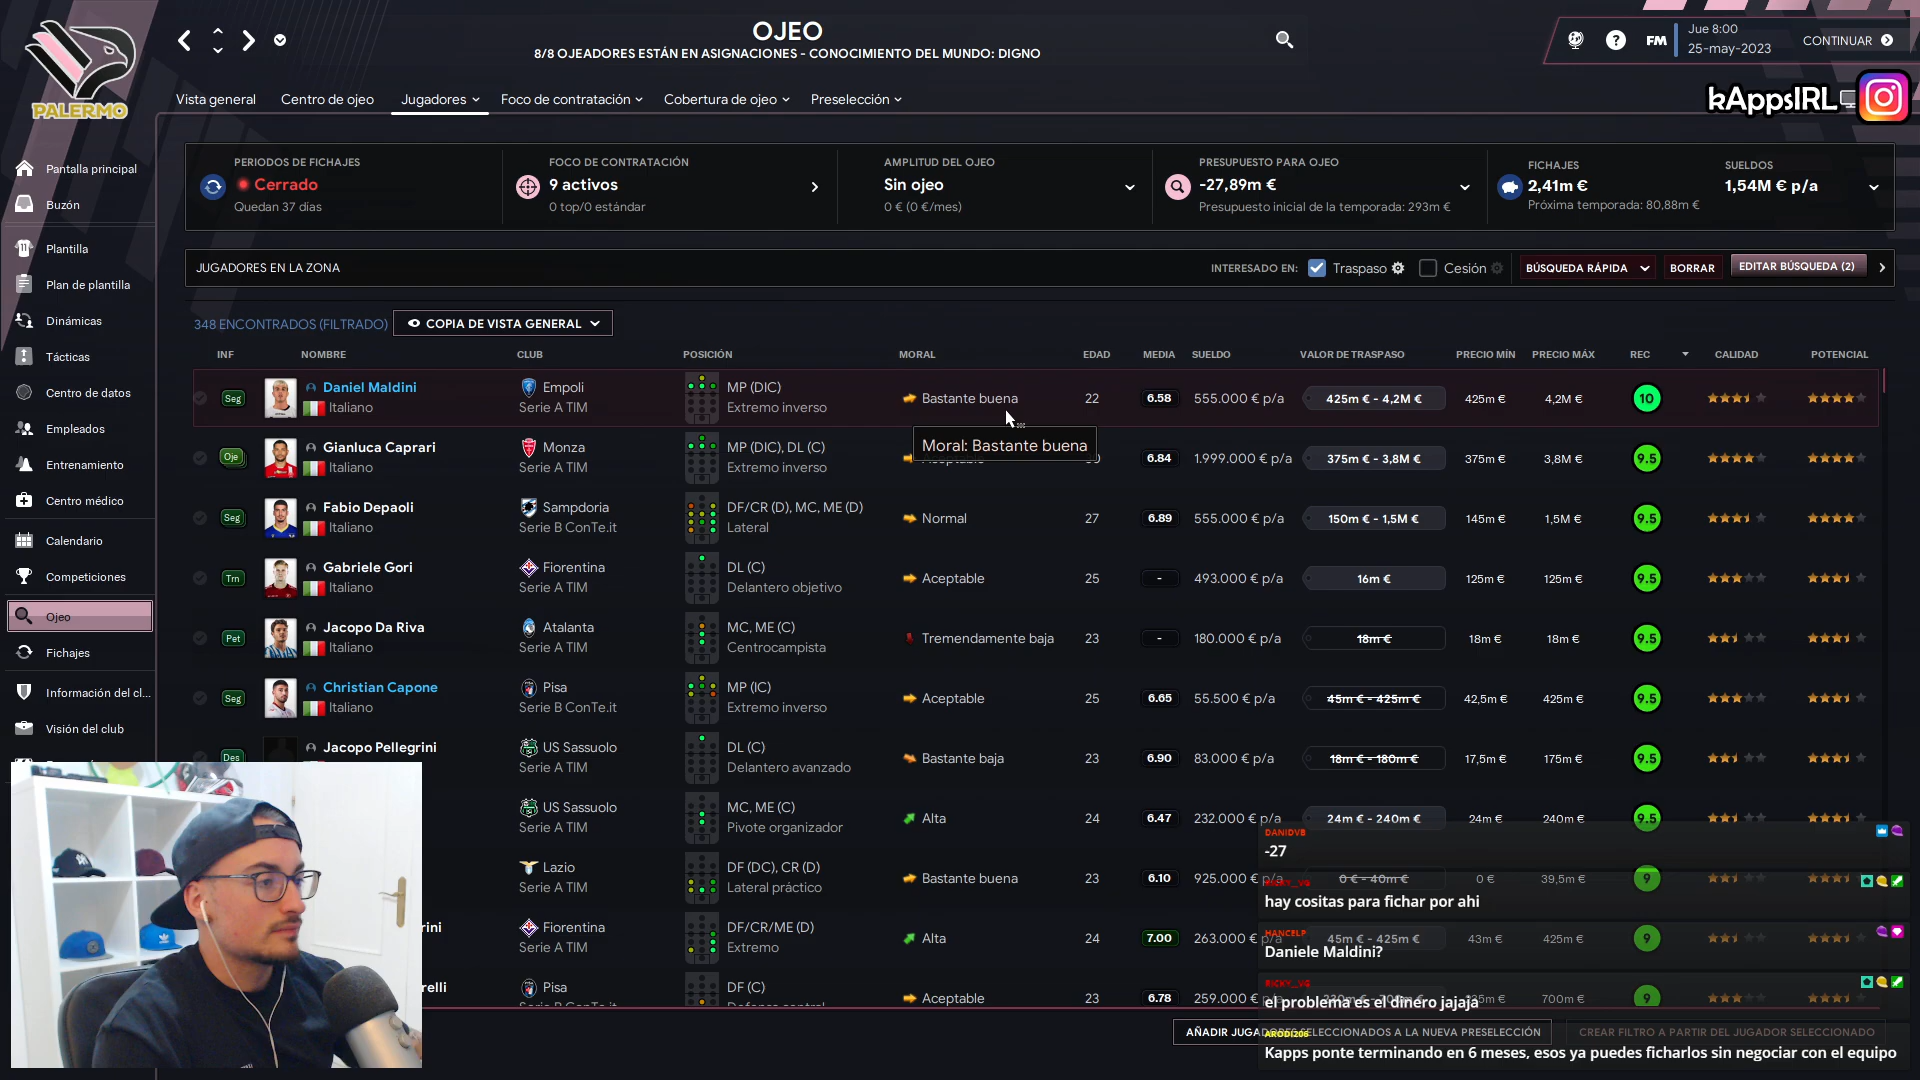 PALERMO
OJEO
8/8 OJEADORES ESTÁN EN ASIGNACIONES - CONOCIMIENTO DEL MUNDO: DIGNO
FM
Jue 8:00
25-may-2023
CONTINUAR
kAppsIRL
Vista general
Centro de ojeo
Jugadores
Foco de contratación
Cobertura de ojeo
Preselección
Pantalla principal
Buzón
Plantilla
Plan de plantilla
Dinámicas
Tácticas
Centro de datos
Empleados
Entrenamiento
Centro médico
Calendario
Competiciones
Ojeo
Fichajes
Información del cl...
Visión del club
PERIODOS DE FICHAJES
Cerrado
Quedan 37 días
FOCO DE CONTRATACIÓN
9 activos
0 top/0 estándar
AMPLITUD DEL OJEO
Sin ojeo
0 € (0 €/mes)
PRESUPUESTO PARA OJEO
-27,89m €
Presupuesto inicial de la temporada: 293m €
FICHAJES
2,41m €
Próxima temporada: 80,88m €
SUELDOS
1,54M € p/a
JUGADORES EN LA ZONA
INTERESADO EN:
Traspaso
Cesión
BÚSQUEDA RÁPIDA
BORRAR
EDITAR BÚSQUEDA (2)
348 ENCONTRADOS (FILTRADO)
COPIA DE VISTA GENERAL
INF NOMBRE CLUB POSICIÓN MORAL EDAD MEDIA SUELDO VALOR DE TRASPASO PRECIO MÍN PRECIO MÁX REC CALIDAD POTENCIAL
Seg Daniel Maldini Empoli MP (DIC) Bastante buena 22 6.58 555.000 € p/a 425m € - 4,2M € 425m € 4,2M € 10
Italiano Serie A TIM Extremo inverso
Moral: Bastante buena
Oje Gianluca Caprari Monza MP (DIC), DL (C) 6.84 1.999.000 € p/a 375m € - 3,8M € 375m € 3,8M € 9.5
Italiano Serie A TIM Extremo inverso
Seg Fabio Depaoli Sampdoria DF/CR (D), MC, ME (D) Normal 27 6.89 555.000 € p/a 150m € - 1,5M € 145m € 1,5M € 9.5
Italiano Serie B ConTe.it Lateral
Trn Gabriele Gori Fiorentina DL (C) Aceptable 25 - 493.000 € p/a 16m € 125m € 125m € 9.5
Italiano Serie A TIM Delantero objetivo
Pet Jacopo Da Riva Atalanta MC, ME (C) Tremendamente baja 23 - 180.000 € p/a 18m € 18m € 18m € 9.5
Italiano Serie A TIM Centrocampista
Seg Christian Capone Pisa MP (IC) Aceptable 25 6.65 55.500 € p/a 45m € - 425m € 42,5m € 425m € 9.5
Italiano Serie B ConTe.it Extremo inverso
Des Jacopo Pellegrini US Sassuolo DL (C) Bastante baja 23 6.90 83.000 € p/a 18m € - 180m € 17,5m € 175m € 9.5
Serie A TIM Delantero avanzado
US Sassuolo MC, ME (C) Alta 24 6.47 232.000 € p/a 24m € - 240m € 24m € 240m € 9.5
Serie A TIM Pivote organizador
Lazio DF (DC), CR (D) Bastante buena 23 6.10 925.000 € p/a 0 € - 40m € 0 € 39,5m € 9
Serie A TIM Lateral práctico
rini Fiorentina DF/CR/ME (D) Alta 24 7.00 263.000 € p/a 45m € - 425m € 43m € 425m € 9
Serie A TIM Extremo
relli Pisa DF (C) Aceptable 23 6.78 259.000 € p/a 700m € 9
DANIDVB
-27
RICKY__VG
hay cositas para fichar por ahi
HANCELP
Daniele Maldini?
RICKY__VG
el problema es el dinero jajaja
ARODI206
Kapps ponte terminando en 6 meses, esos ya puedes ficharlos sin negociar con el equipo
AÑADIR JUGADORES SELECCIONADOS A LA NUEVA PRESELECCIÓN
CREAR FILTRO A PARTIR DEL JUGADOR SELECCIONADO